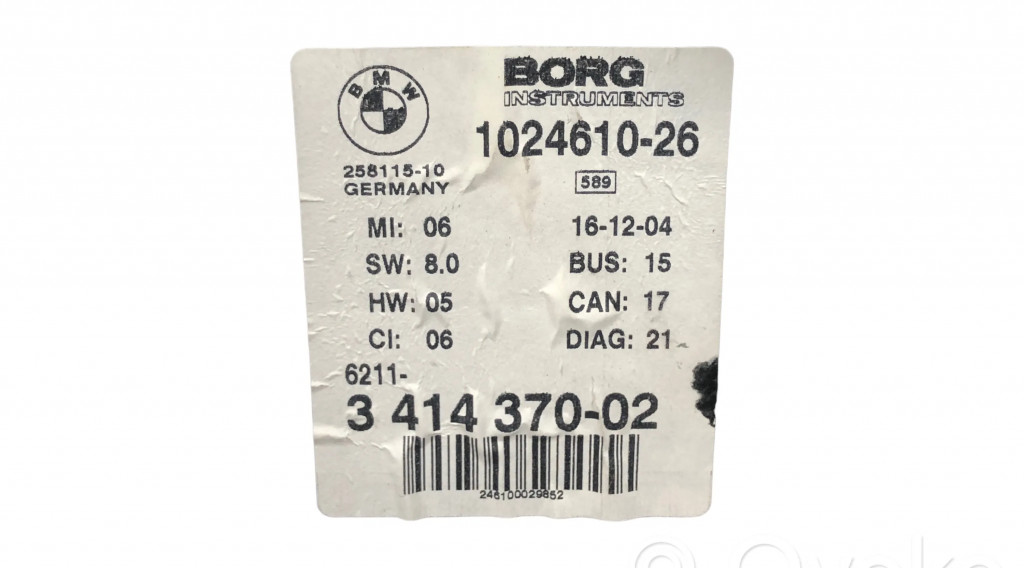 BMW
BORG
INSTRUMENTS
1024610-26
258115-10
GERMANY
589
MI: 06 16-12-04
SW: 8.0 BUS: 15
HW: 05 CAN: 17
CI: 06 DIAG: 21
6211-
3 414 370-02
246100029852